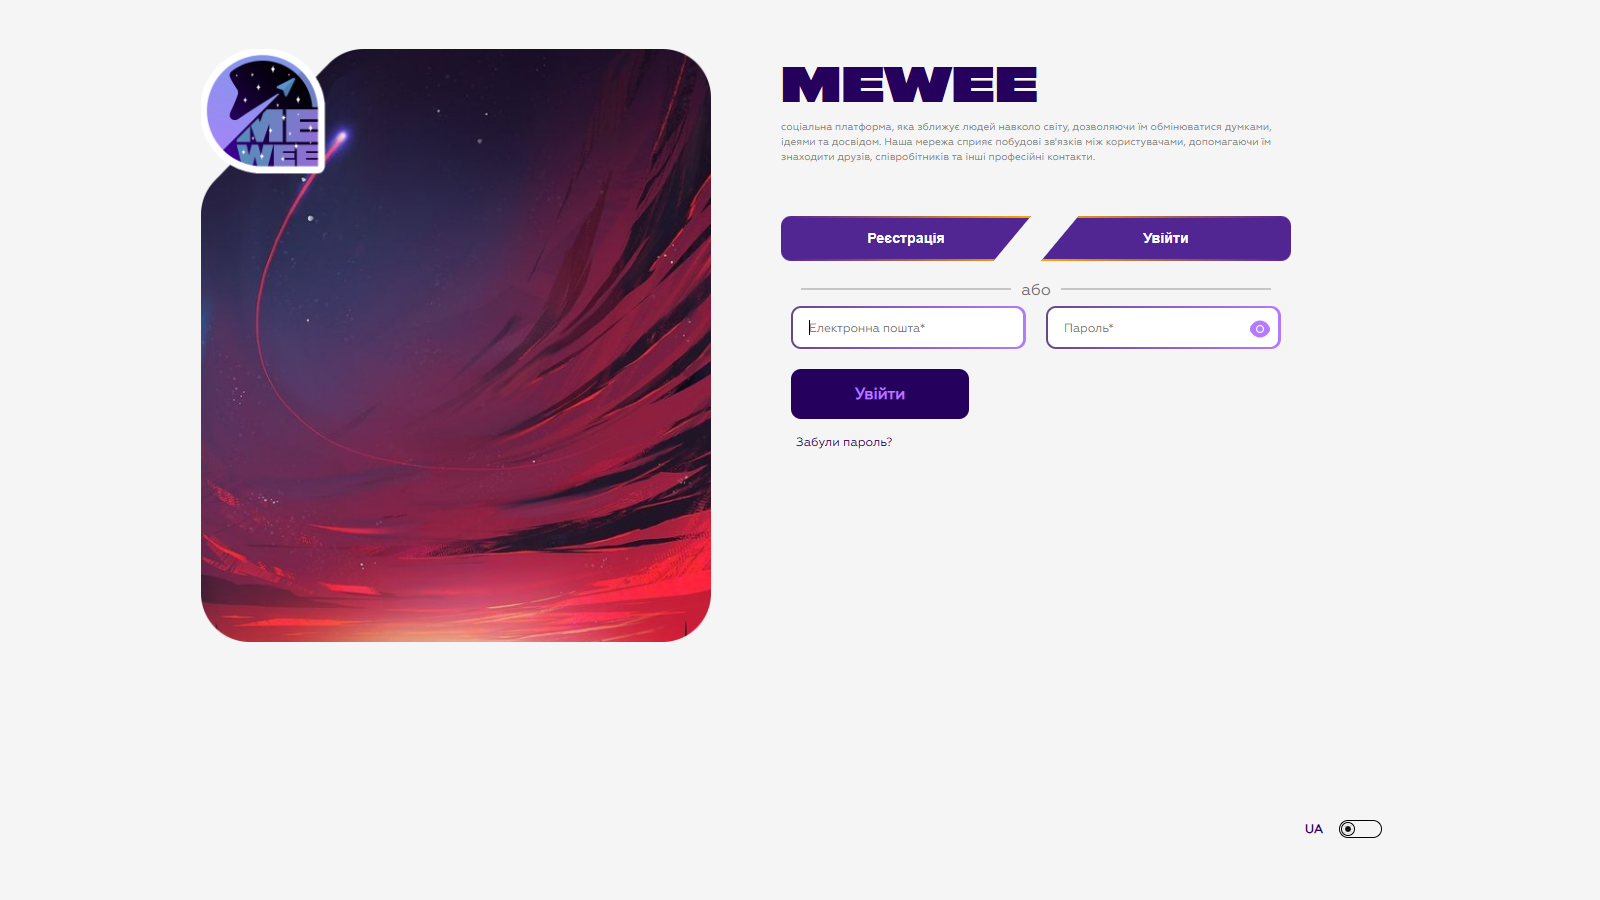 ME
WEE
MEWEE
соціальна платформа, яка зближує людей навколо світу, дозволяючи їм обмінюватися думками,
ідеями та досвідом. Наша мережа сприяє побудові зв'язків між користувачами, допомагаючи їм
знаходити друзів, співробітників та інші професійні контакти.
Реєстрація
Увійти
або
Електронна пошта*
Пароль*
Увійти
Забули пароль?
UA